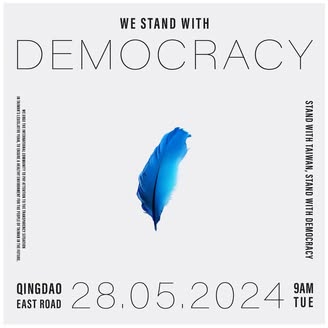 WE STAND WITH
DEMOCRACY
STAND WITH TAIWAN, STAND WITH DEMOCRACY
QINGDAO
EAST ROAD
28.05.2024
9AM
TUE